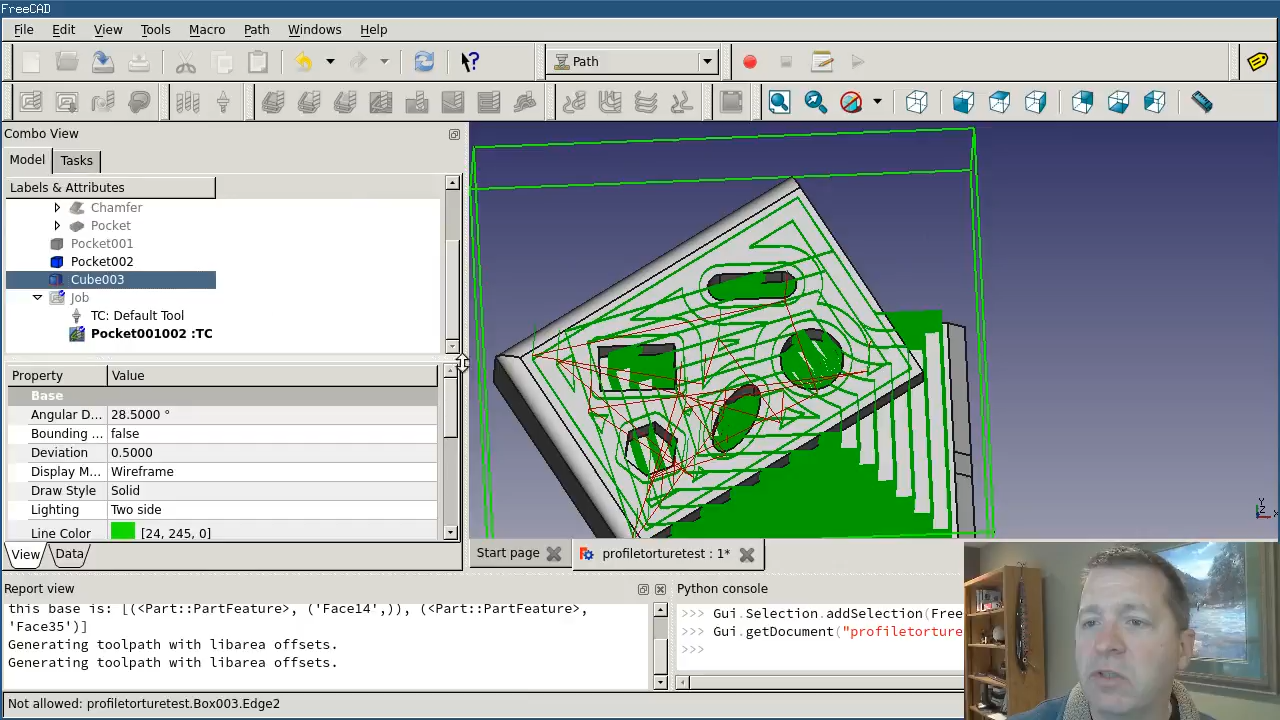 FreeCAD
File Edit View Tools Macro Path Windows Help
Path
Combo View
Model Tasks
Labels & Attributes
Chamfer
Pocket
Pocket001
Pocket002
Cube003
Job
TC: Default Tool
Pocket001002 :TC
Property Value
Base
Angular D... 28.5000 °
Bounding ... false
Deviation 0.5000
Display M... Wireframe
Draw Style Solid
Lighting Two side
Line Color [24, 245, 0]
View Data
Start page profiletorturetest : 1*
Report view
this base is: [(<Part::PartFeature>, ('Face14',)), (<Part::PartFeature>,
'Face35')]
Generating toolpath with libarea offsets.
Generating toolpath with libarea offsets.
Python console
>>> Gui.Selection.addSelection(Free
>>> Gui.getDocument("profiletorture
>>>
Not allowed: profiletorturetest.Box003.Edge2